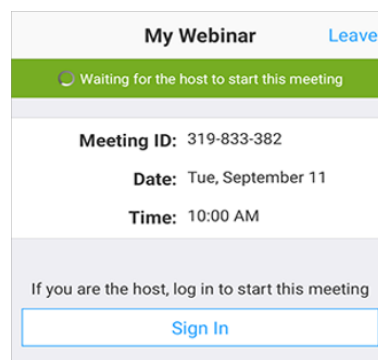 My Webinar Leave
Waiting for the host to start this meeting
Meeting ID: 319-833-382
Date: Tue, September 11
Time: 10:00 AM
If you are the host, log in to start this meeting
Sign In